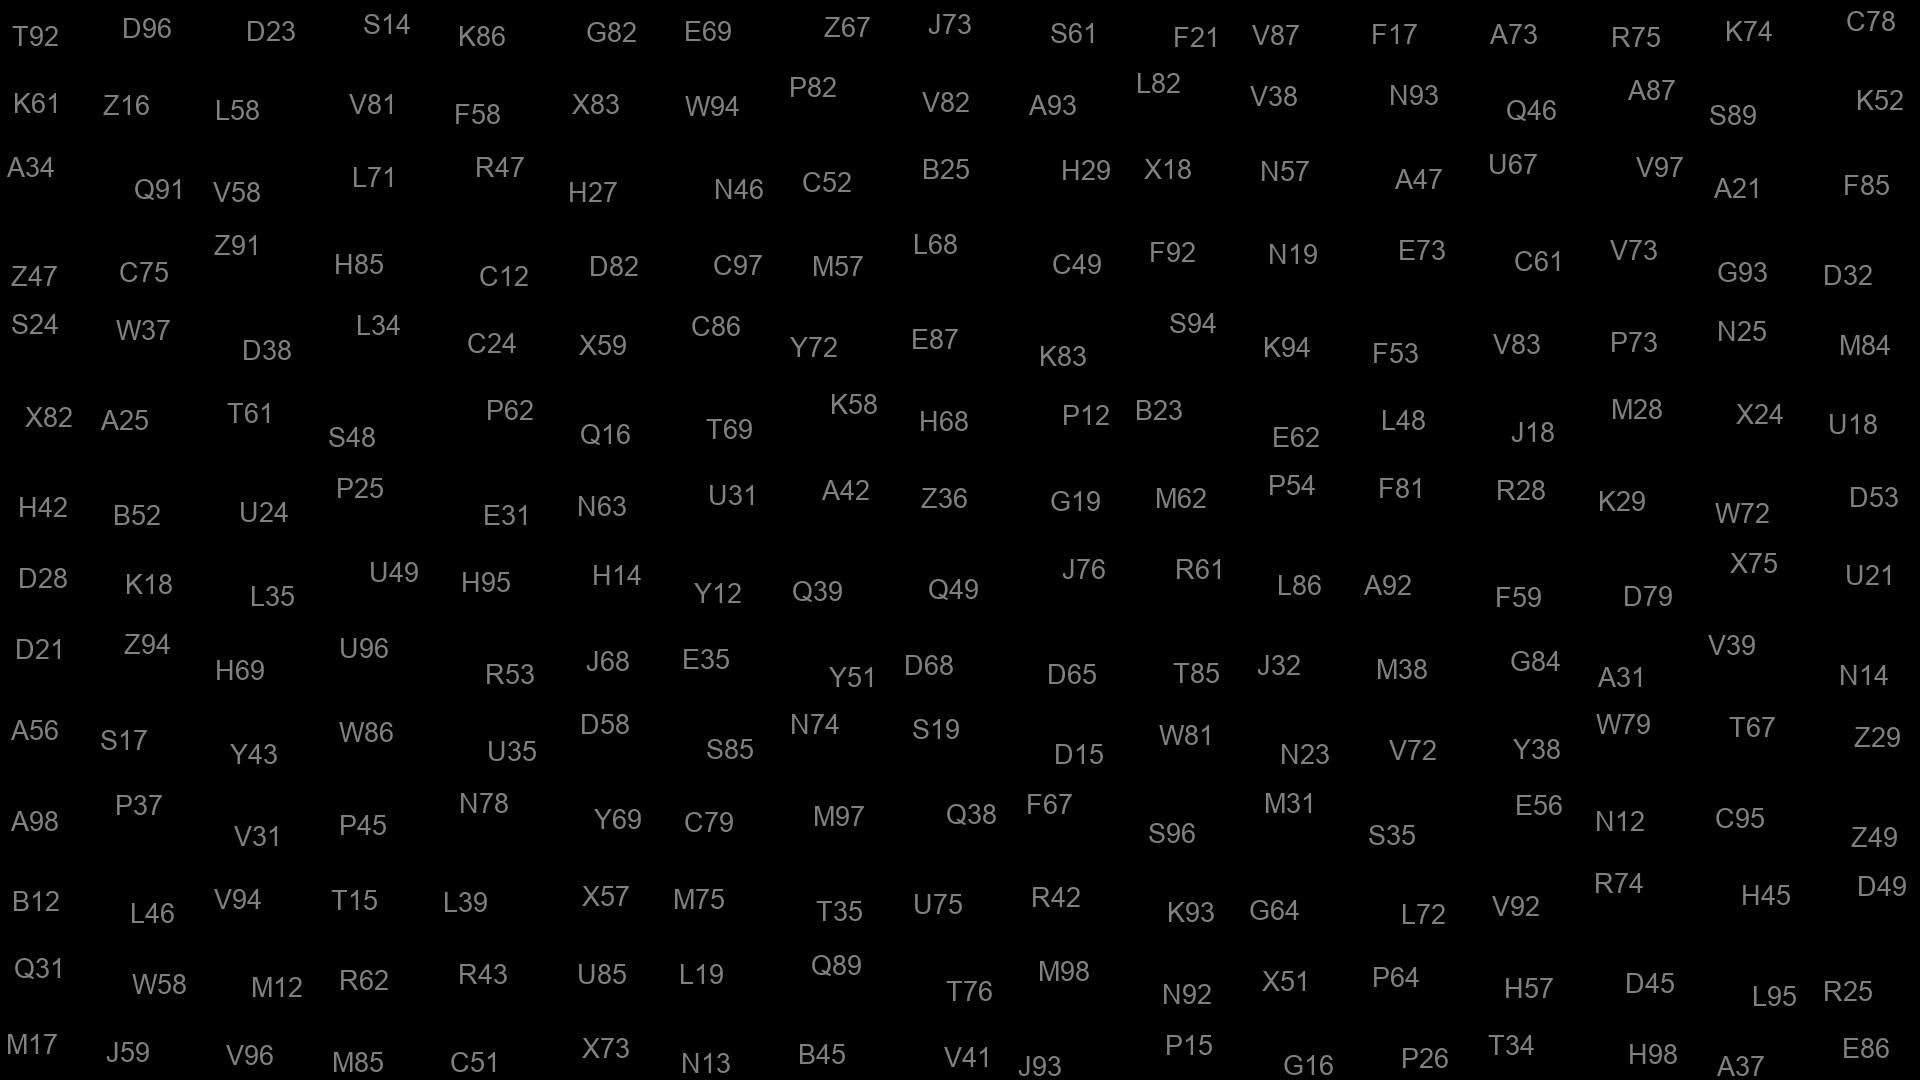 T92 D96 D23 S14 K86 G82 E69 Z67 J73 S61 F21 V87 F17 A73 R75 K74 C78
K61 Z16 L58 V81 F58 X83 W94 P82 V82 A93 L82 V38 N93 Q46 A87 S89 K52
A34 Q91 V58 L71 R47 H27 N46 C52 B25 H29 X18 N57 A47 U67 V97 A21 F85
Z47 C75 Z91 H85 C12 D82 C97 M57 L68 C49 F92 N19 E73 C61 V73 G93 D32
S24 W37 D38 L34 C24 X59 C86 Y72 E87 K83 S94 K94 F53 V83 P73 N25 M84
X82 A25 T61 S48 P62 Q16 T69 K58 H68 P12 B23 E62 L48 J18 M28 X24 U18
H42 B52 U24 P25 E31 N63 U31 A42 Z36 G19 M62 P54 F81 R28 K29 W72 D53
D28 K18 L35 U49 H95 H14 Y12 Q39 Q49 J76 R61 L86 A92 F59 D79 X75 U21
D21 Z94 H69 U96 R53 J68 E35 Y51 D68 D65 T85 J32 M38 G84 A31 V39 N14
A56 S17 Y43 W86 U35 D58 S85 N74 S19 D15 W81 N23 V72 Y38 W79 T67 Z29
A98 P37 V31 P45 N78 Y69 C79 M97 Q38 F67 S96 M31 S35 E56 N12 C95 Z49
B12 L46 V94 T15 L39 X57 M75 T35 U75 R42 K93 G64 L72 V92 R74 H45 D49
Q31 W58 M12 R62 R43 U85 L19 Q89 T76 M98 N92 X51 P64 H57 D45 L95 R25
M17 J59 V96 M85 C51 X73 N13 B45 V41 J93 P15 G16 P26 T34 H98 A37 E86